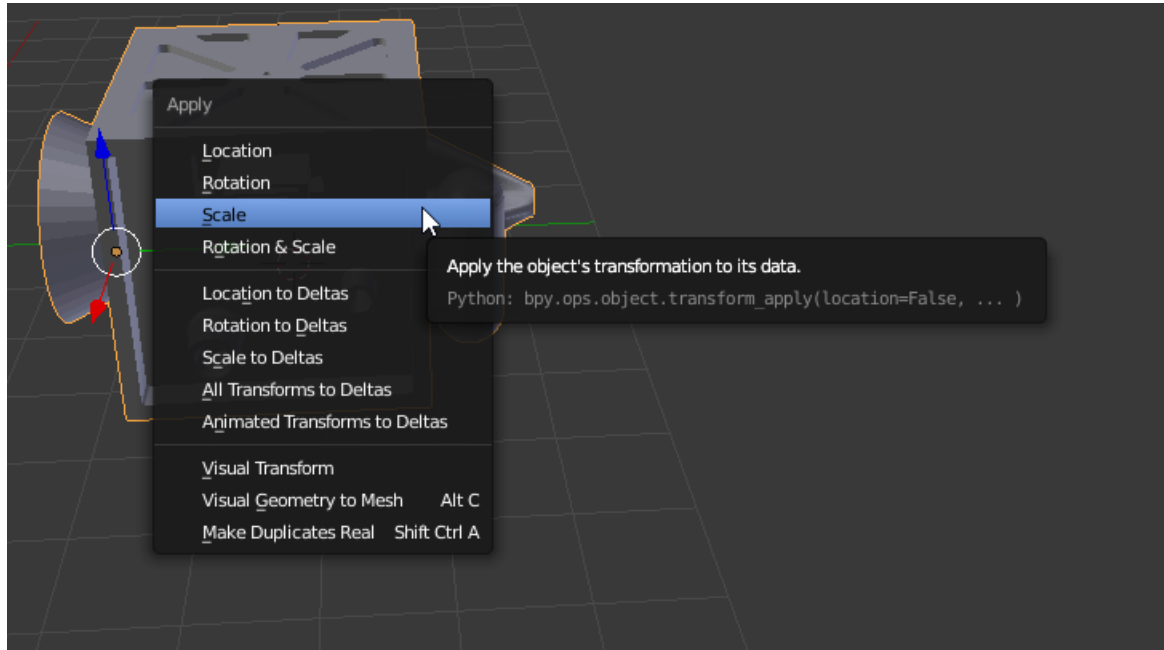 Apply
Location
Rotation
Scale
Rotation & Scale
Apply the object's transformation to its data.
Python: bpy.ops.object.transform_apply(location=False, ... )
Location to Deltas
Rotation to Deltas
Scale to Deltas
All Transforms to Deltas
Animated Transforms to Deltas
Visual Transform
Visual Geometry to Mesh Alt C
Make Duplicates Real Shift Ctrl A